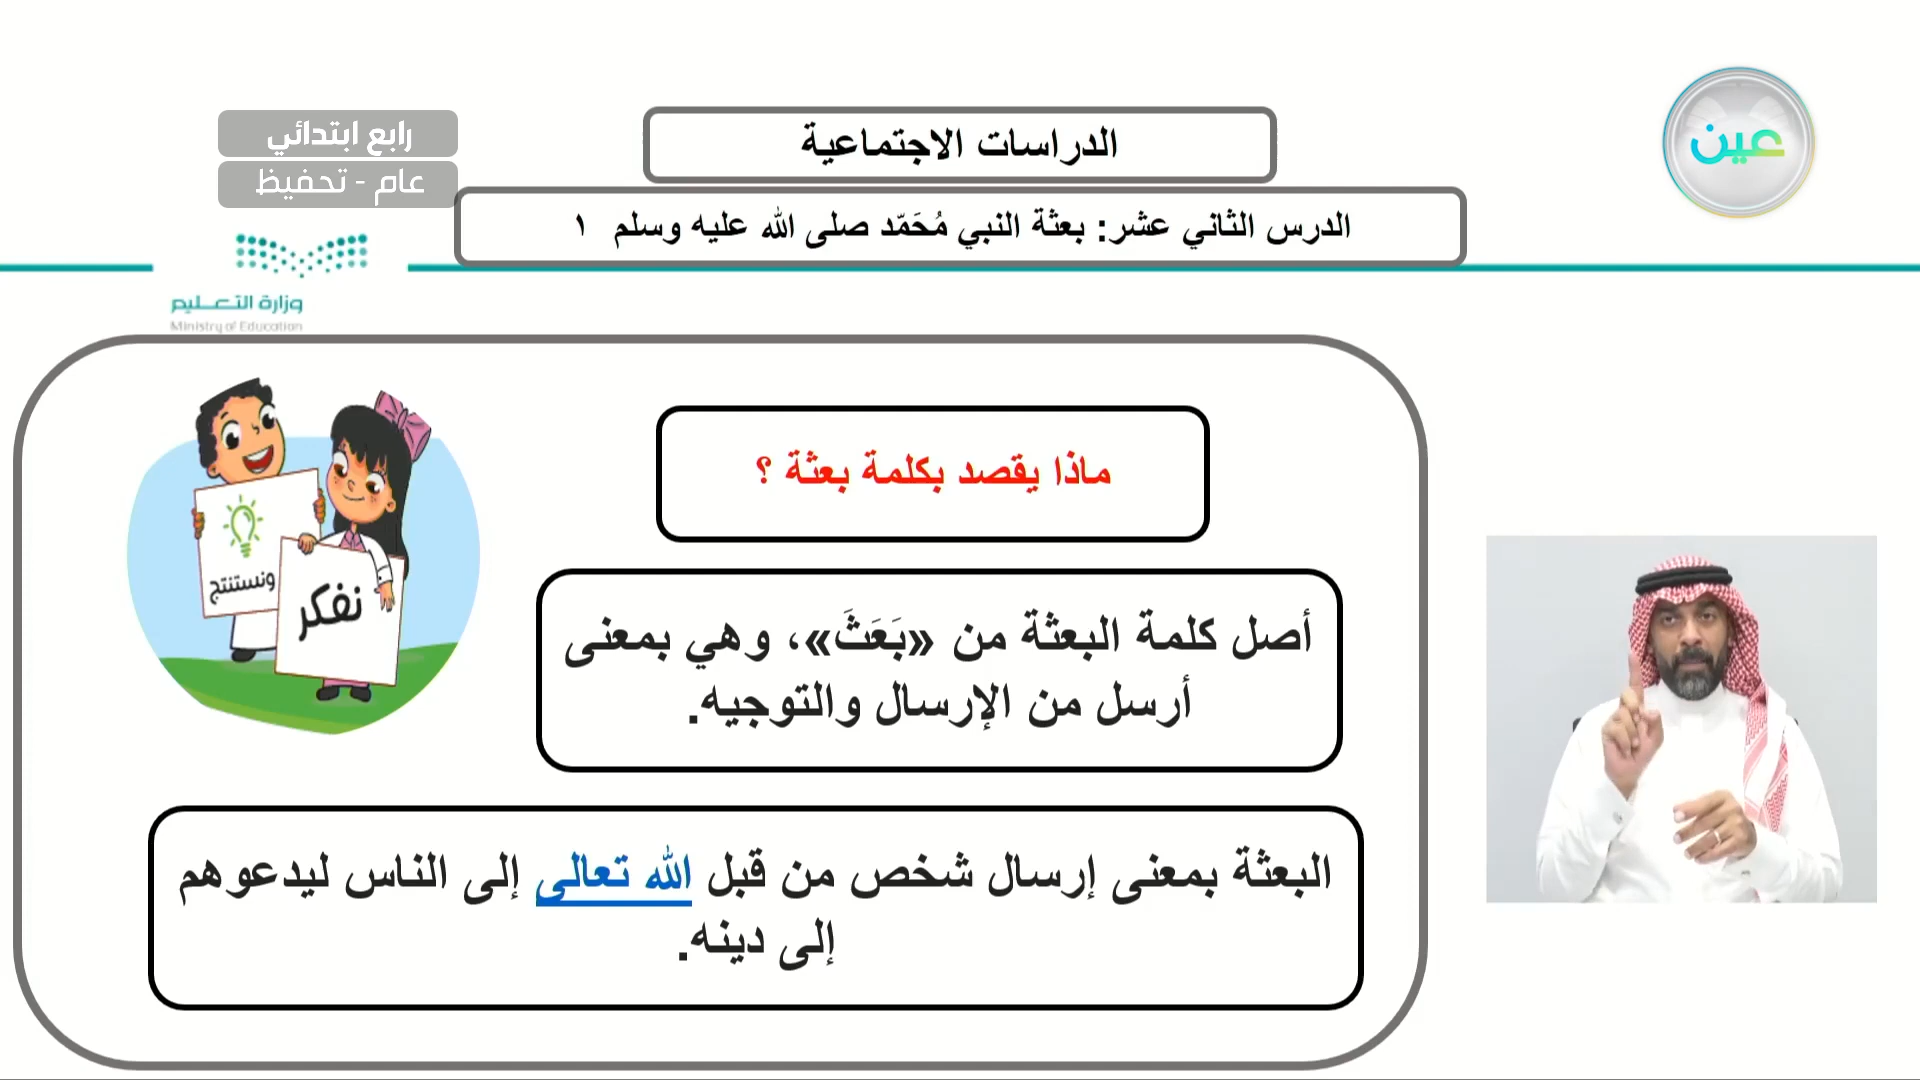 عين
الدراسات الاجتماعية
رابع ابتدائي
عام - تحفيظ
الدرس الثاني عشر: بعثة النبي مُحَمّد صلى الله عليه وسلم ١
وزارة التعليم
Ministry of Education
ماذا يقصد بكلمة بعثة ؟
نفكر
ونستنتج
أصل كلمة البعثة من «بَعَثَ»، وهي بمعنى
أرسل من الإرسال والتوجيه.
البعثة بمعنى إرسال شخص من قبل الله تعالى إلى الناس ليدعوهم
إلى دينه.